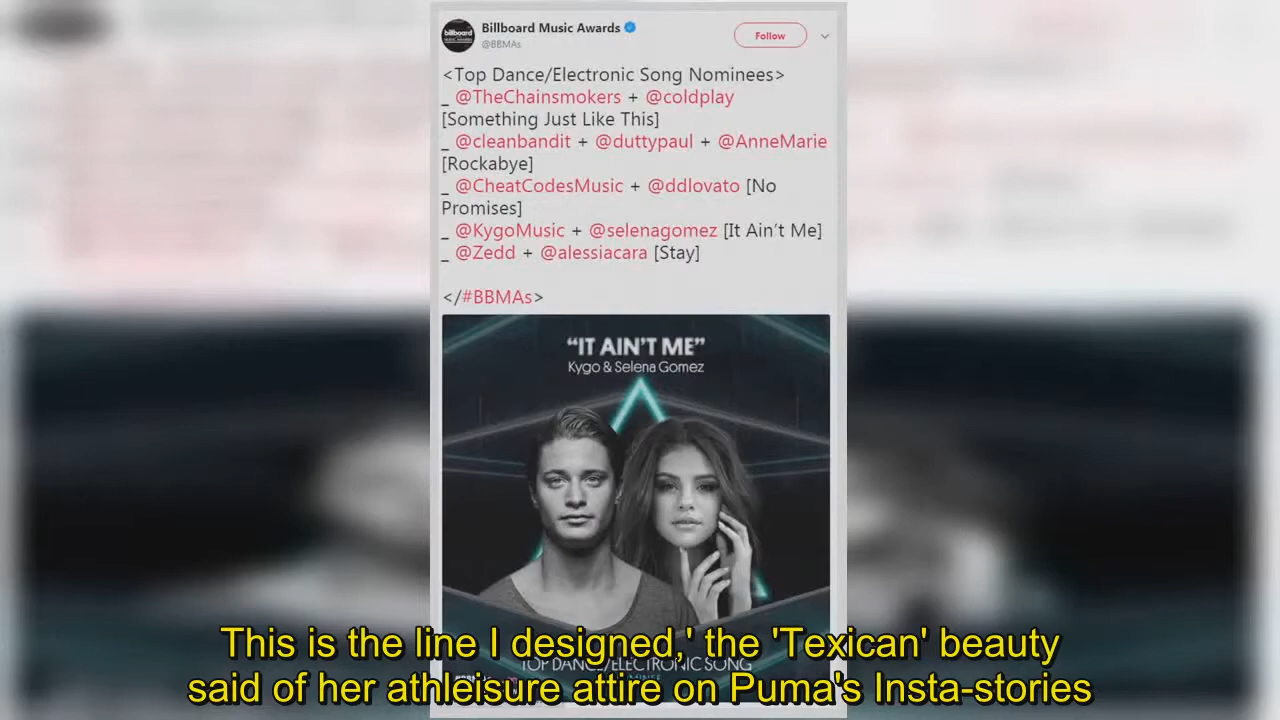 billboard
Billboard Music Awards
@BBMAs
Follow
<Top Dance/Electronic Song Nominees>
_ @TheChainsmokers + @coldplay
[Something Just Like This]
_ @cleanbandit + @duttypaul + @AnneMarie
[Rockabye]
_ @CheatCodesMusic + @ddlovato [No
Promises]
_ @KygoMusic + @selenagomez [It Ain’t Me]
_ @Zedd + @alessiacara [Stay]
</#BBMAs>
“IT AIN’T ME”
Kygo & Selena Gomez
This is the line I designed,' the 'Texican' beauty
TOP DANCE/ELECTRONIC SONG
said of her athleisure attire on Puma's Insta-stories